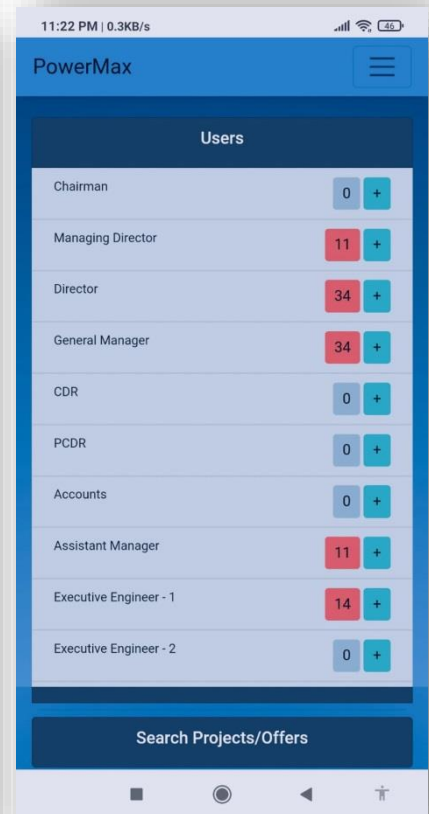 11:22 PM | 0.3KB/s 46
PowerMax
Users
Chairman 0 +
Managing Director 11 +
Director 34 +
General Manager 34 +
CDR 0 +
PCDR 0 +
Accounts 0 +
Assistant Manager 11 +
Executive Engineer - 1 14 +
Executive Engineer - 2 0 +
Search Projects/Offers